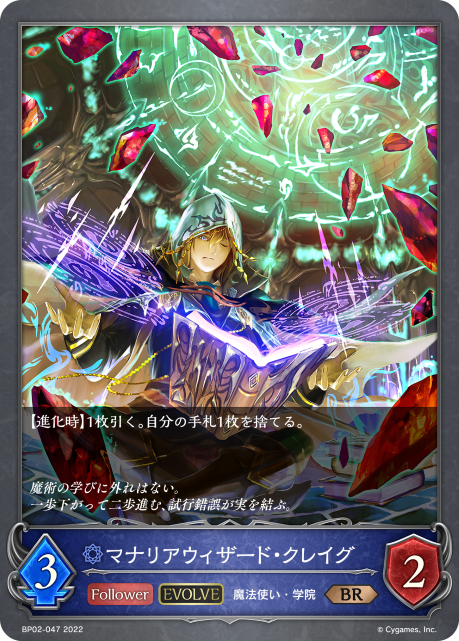 【進化時】1枚引く。自分の手札1枚を捨てる。
魔術の学びに外れはない。
一歩下がって二歩進む、試行錯誤が実を結ぶ。
マナリアウィザード・クレイグ
3
2
Follower EVOLVE 魔法使い・学院 BR
BP02-047 2022 © Cygames, Inc.